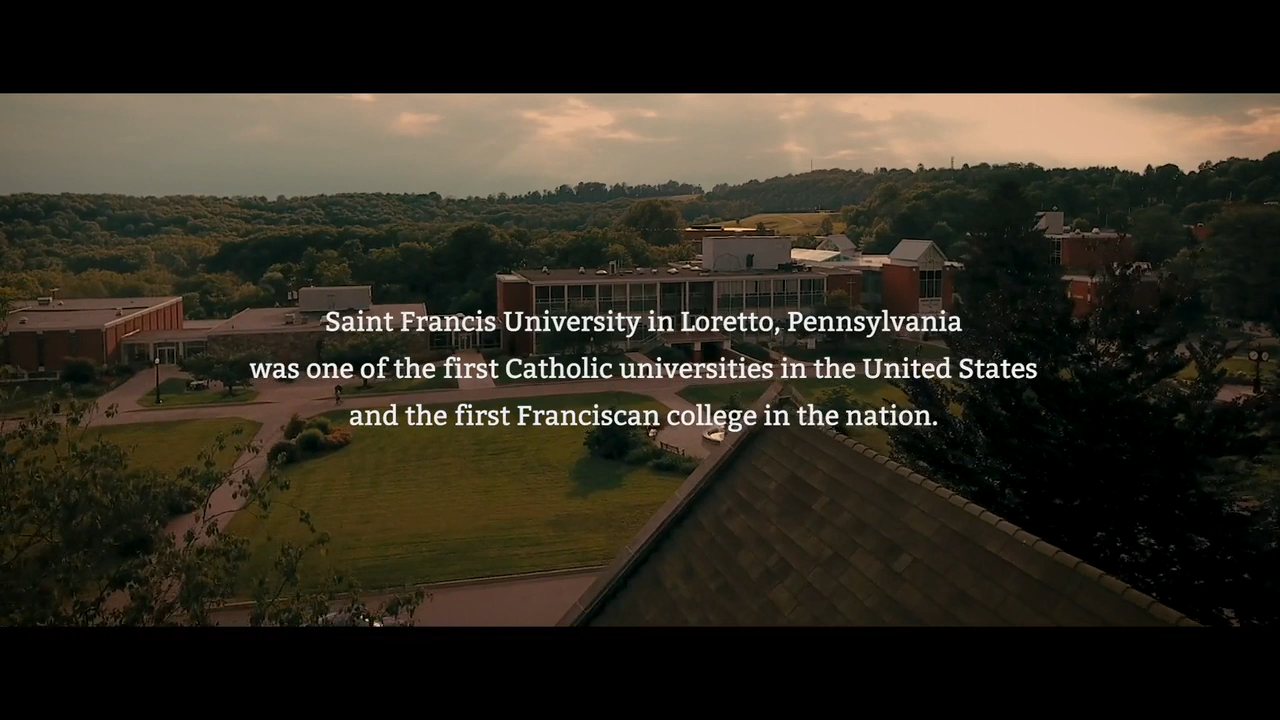 Saint Francis University in Loretto, Pennsylvania
was one of the first Catholic universities in the United States
and the first Franciscan college in the nation.